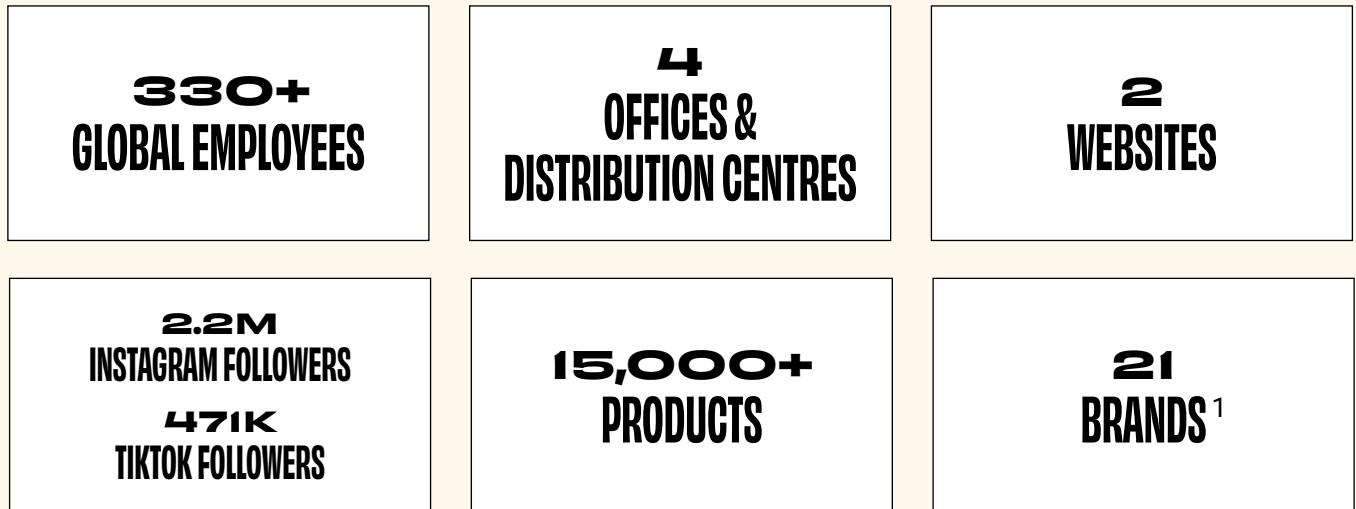 330+
GLOBAL EMPLOYEES
4
OFFICES &
DISTRIBUTION CENTRES
2
WEBSITES
2.2M
INSTAGRAM FOLLOWERS
471K
TIKTOK FOLLOWERS
15,000+
PRODUCTS
21
BRANDS 1